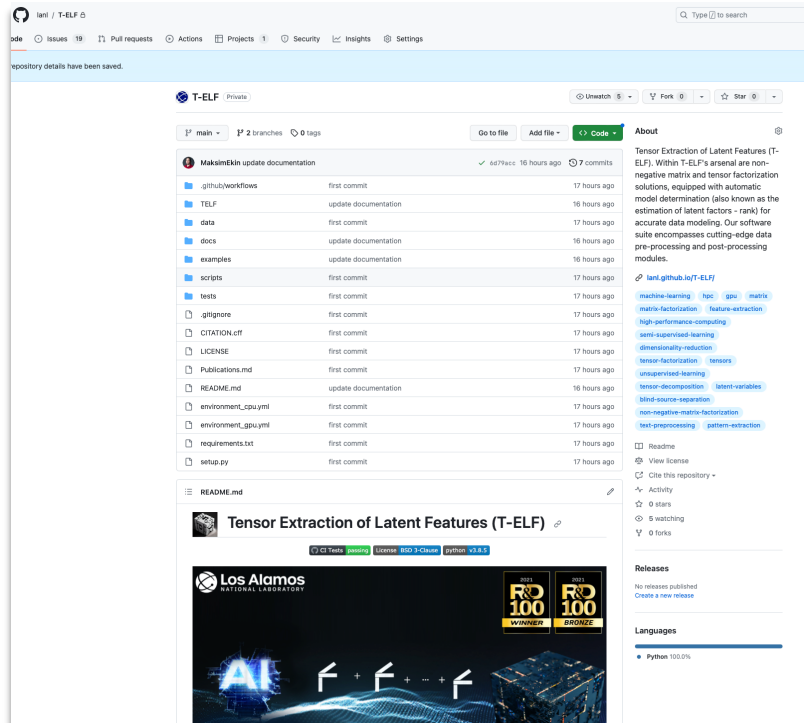 lanl / T-ELF
Type / to search
ode Issues 19 Pull requests Actions Projects 1 Security Insights Settings
epository details have been saved.
T-ELF Private
Unwatch 5 Fork 0 Star 0
main 2 branches 0 tags
Go to file Add file Code
MaksimEkin update documentation 6d79acc 16 hours ago 7 commits
.github/workflows first commit 17 hours ago
TELF update documentation 16 hours ago
data first commit 17 hours ago
docs update documentation 16 hours ago
examples update documentation 16 hours ago
scripts first commit 17 hours ago
tests first commit 17 hours ago
.gitignore first commit 17 hours ago
CITATION.cff first commit 17 hours ago
LICENSE first commit 17 hours ago
Publications.md first commit 17 hours ago
README.md update documentation 16 hours ago
environment_cpu.yml first commit 17 hours ago
environment_gpu.yml first commit 17 hours ago
requirements.txt first commit 17 hours ago
setup.py first commit 17 hours ago
README.md
Tensor Extraction of Latent Features (T-ELF)
CI Tests passing License BSD 3-Clause python v3.8.5
Los Alamos
NATIONAL LABORATORY
2021
R&D
100
WINNER
2021
R&D
100
BRONZE
AI
F + F + ... + F
About
Tensor Extraction of Latent Features (T-
ELF). Within T-ELF's arsenal are non-
negative matrix and tensor factorization
solutions, equipped with automatic
model determination (also known as the
estimation of latent factors - rank) for
accurate data modeling. Our software
suite encompasses cutting-edge data
pre-processing and post-processing
modules.
lanl.github.io/T-ELF/
machine-learning hpc gpu matrix
matrix-factorization feature-extraction
high-performance-computing
semi-supervised-learning
dimensionality-reduction
tensor-factorization tensors
unsupervised-learning
tensor-decomposition latent-variables
blind-source-separation
non-negative-matrix-factorization
text-preprocessing pattern-extraction
Readme
View license
Cite this repository
Activity
0 stars
5 watching
0 forks
Releases
No releases published
Create a new release
Languages
Python 100.0%